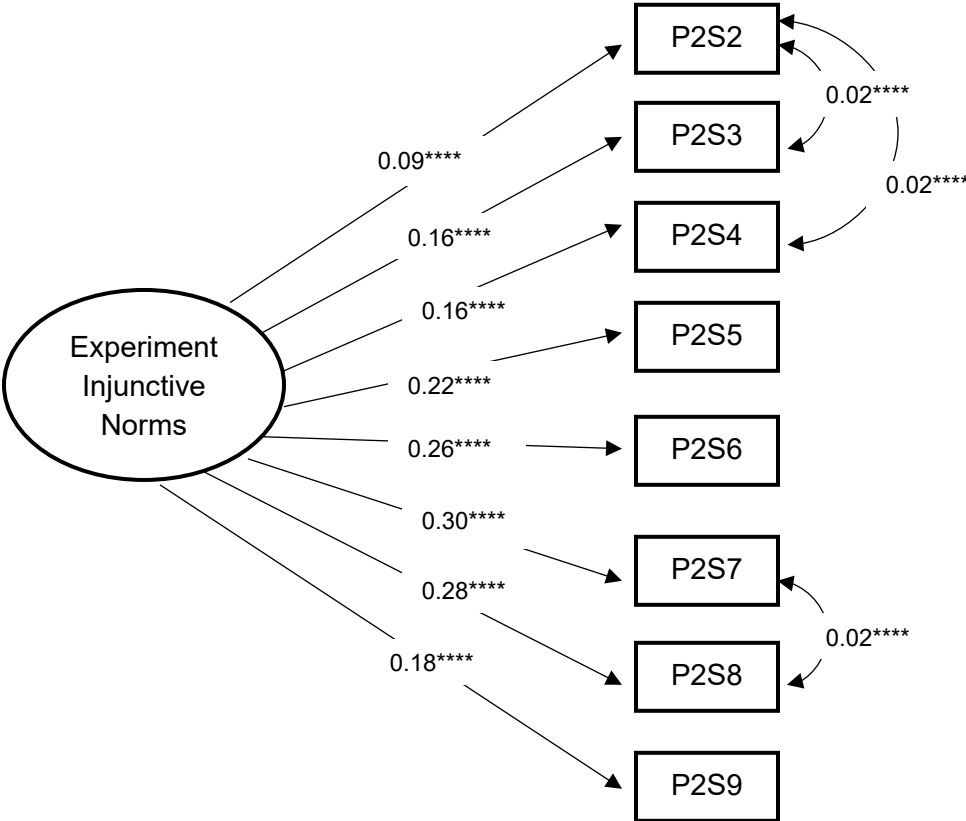 P2S2
0.02****
P2S3
0.09****
0.02****
0.16****
P2S4
0.16****
P2S5
Experiment
Injunctive
Norms
0.22****
0.26****
P2S6
0.30****
P2S7
0.28****
0.02****
0.18****
P2S8
P2S9